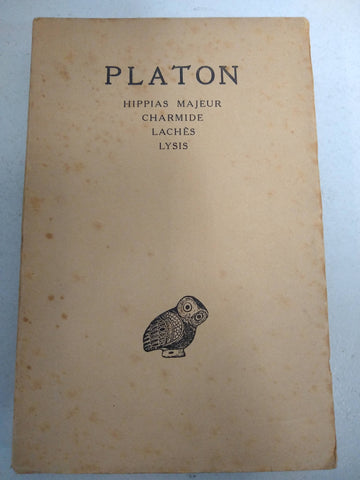 PLATON
HIPPIAS MAJEUR
CHARMIDE
LACHÈS
LYSIS